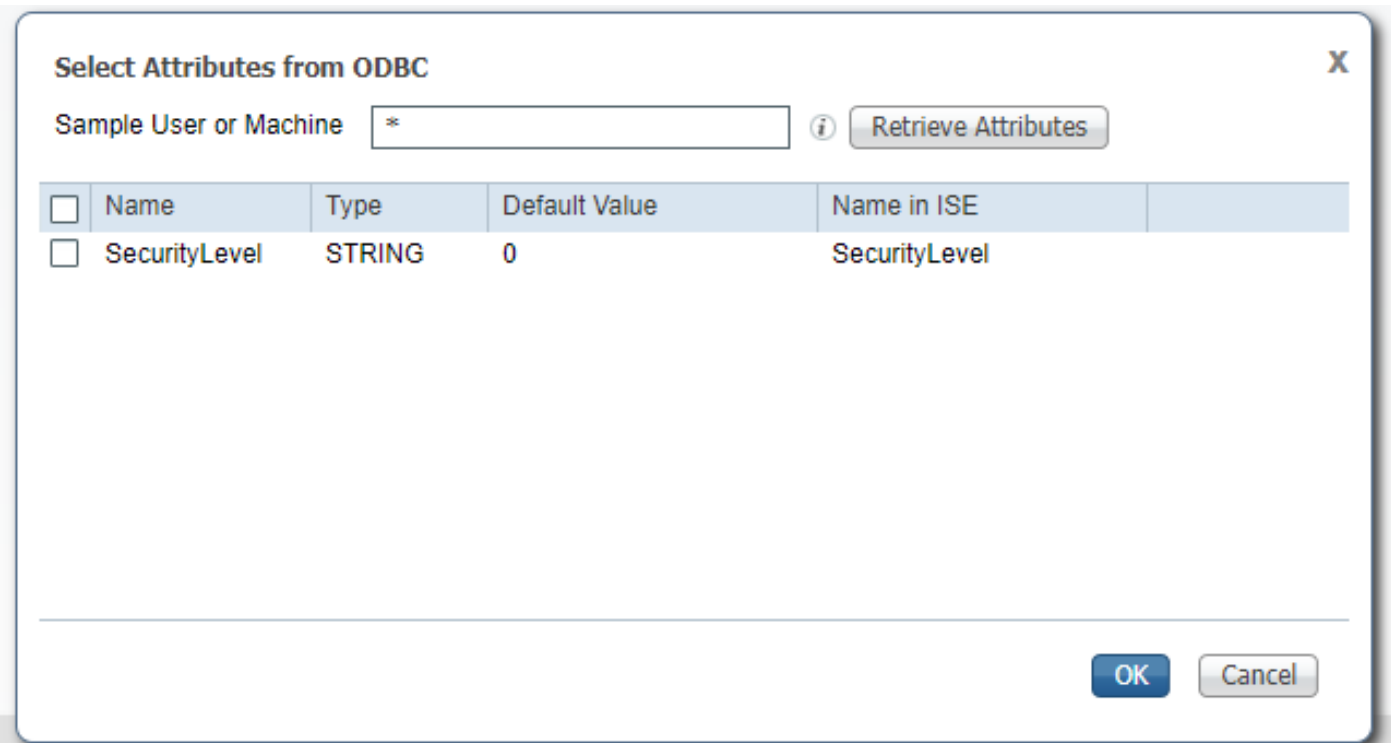 Select Attributes from ODBC X
Sample User or Machine * i Retrieve Attributes
Name Type Default Value Name in ISE
SecurityLevel STRING 0 SecurityLevel
OK Cancel